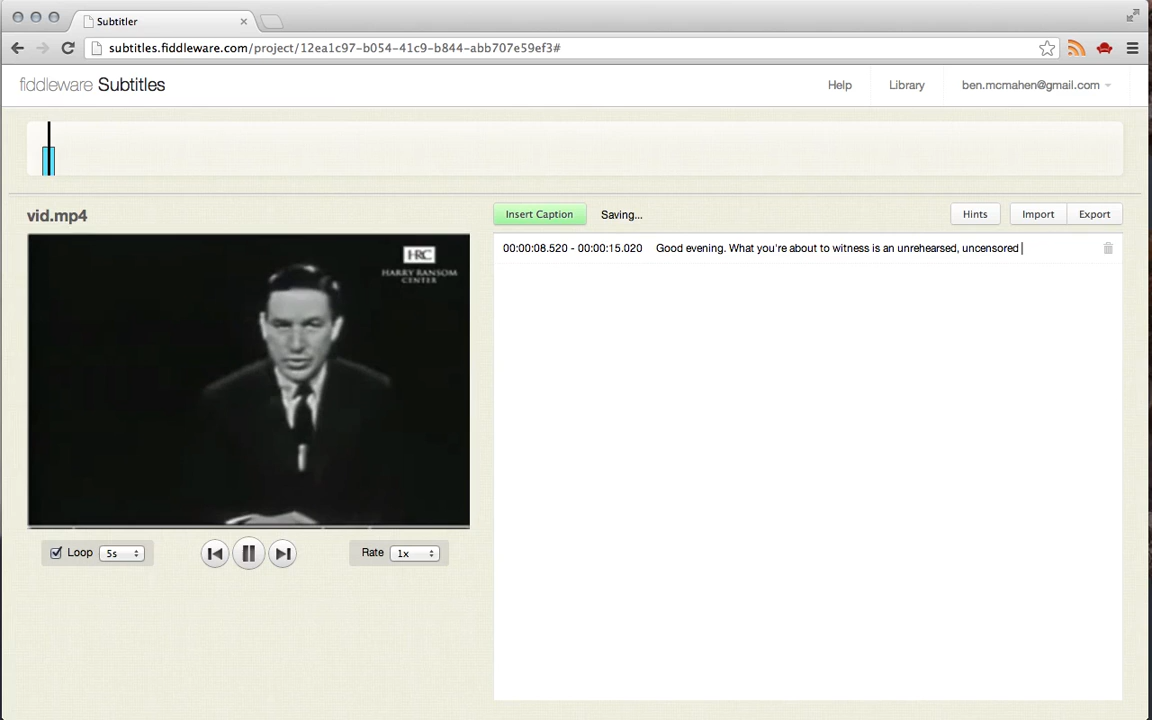 Subtitler
subtitles.fiddleware.com/project/12ea1c97-b054-41c9-b844-abb707e59ef3#
fiddleware Subtitles
Help
Library
ben.mcmahen@gmail.com
vid.mp4
Insert Caption
Saving...
Hints
Import
Export
HRC
HARRY RANSOM
CENTER
00:00:08.520 - 00:00:15.020 Good evening. What you're about to witness is an unrehearsed, uncensored
Loop
5s
Rate
1x